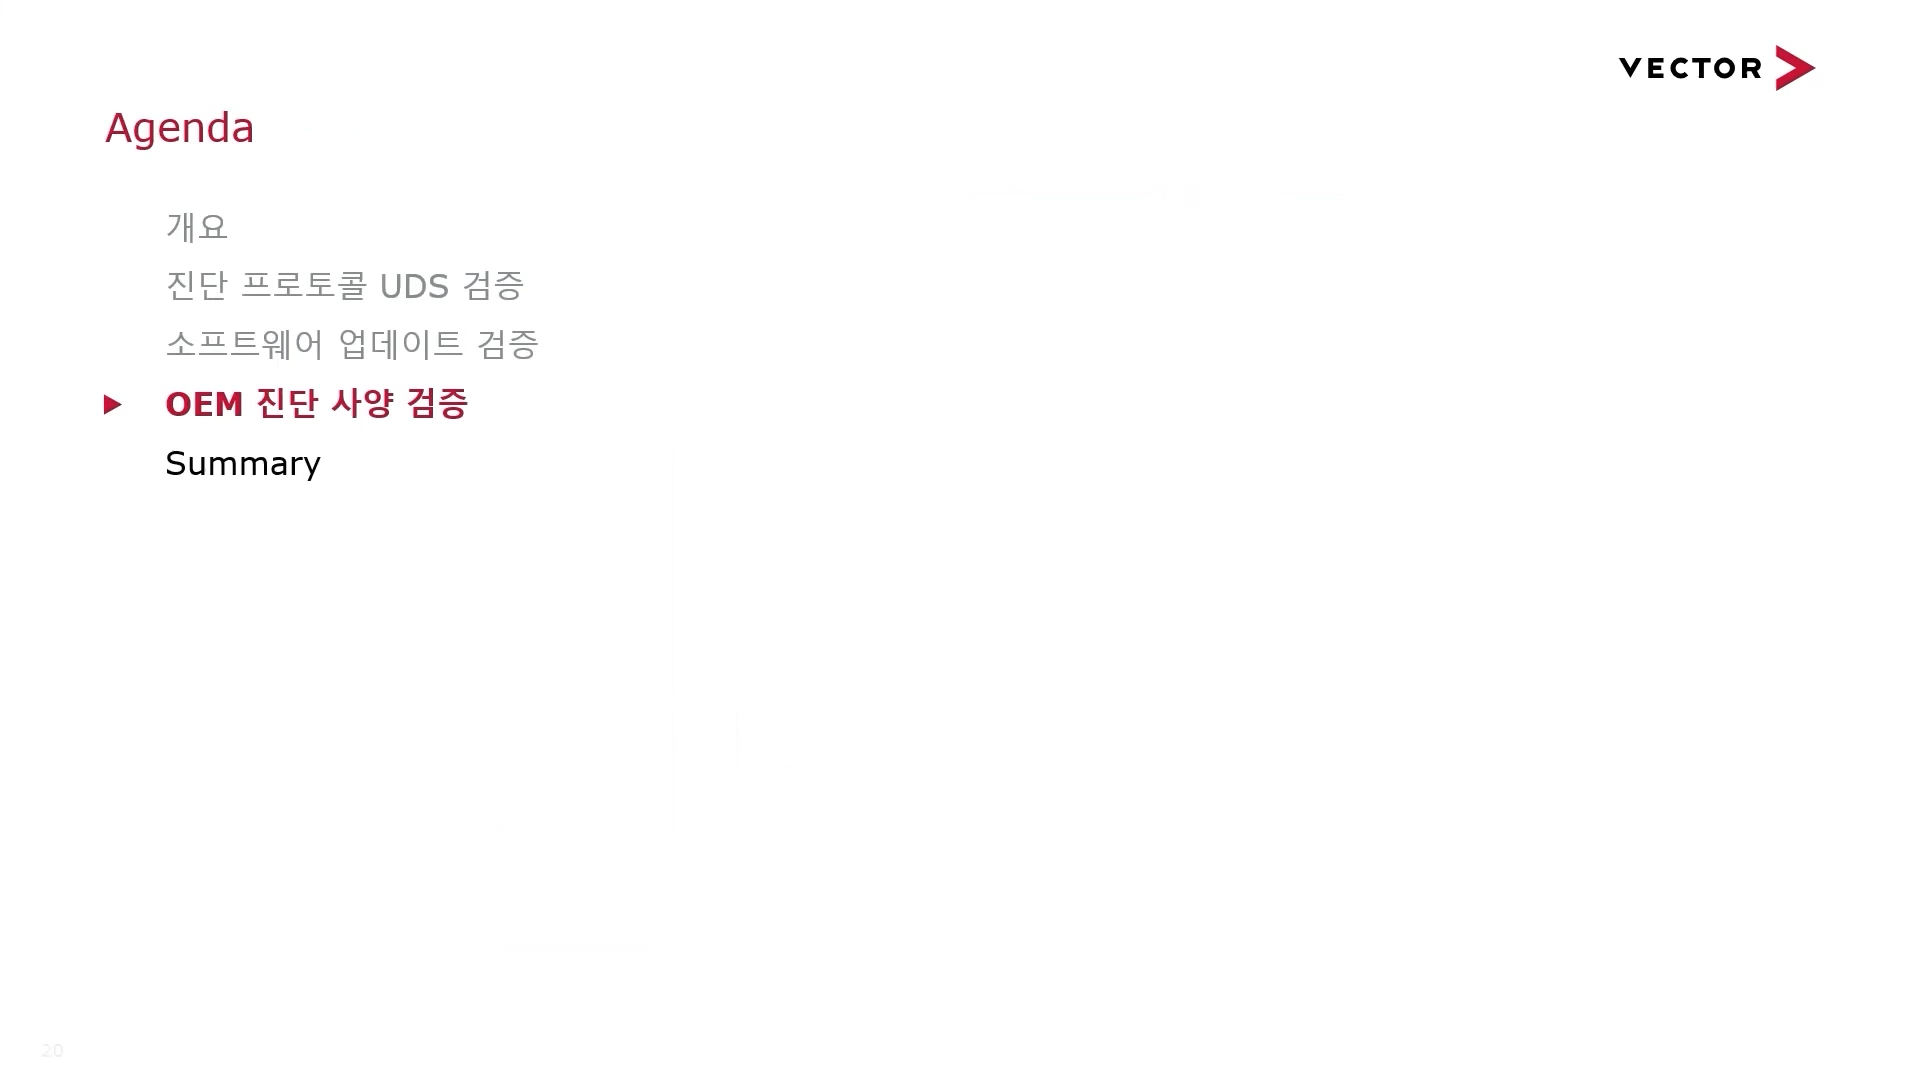 VECTOR
Agenda
개요
진단 프로토콜 UDS 검증
소프트웨어 업데이트 검증
OEM 진단 사양 검증
Summary
20